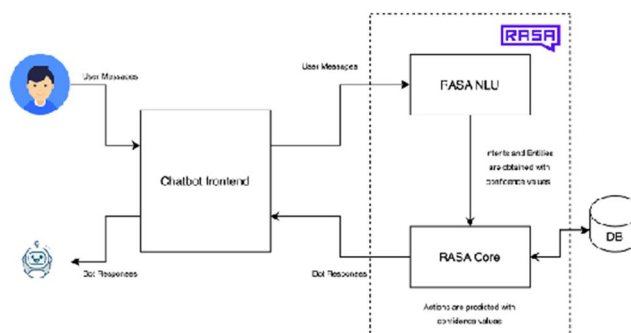 RASA
User Messages
User Messages
RASA NLU
Chatbot frontend
Intents and Entities
are obtained with
confidence values
RASA Core
DB
Bot Responses
Bot Responses
Actions are predicted with
confidence values